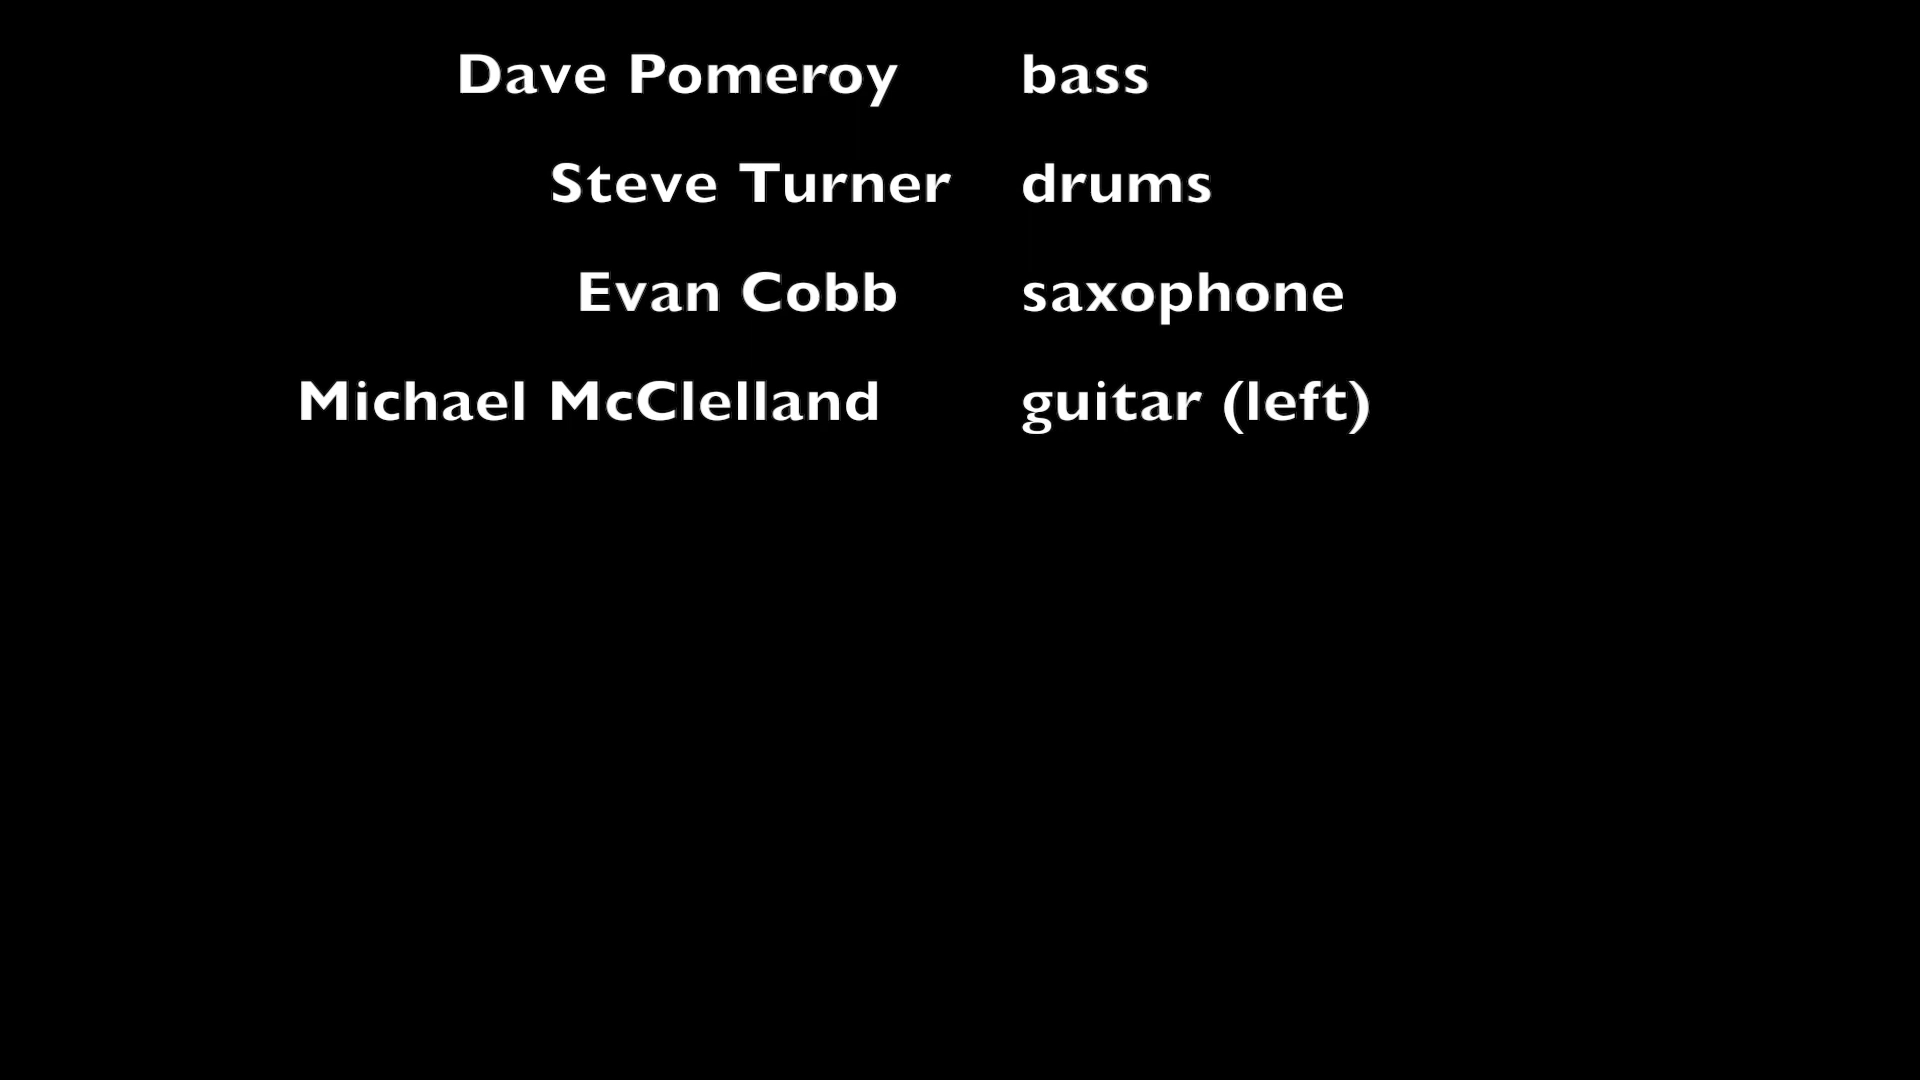 Dave Pomeroy bass
Steve Turner drums
Evan Cobb saxophone
Michael McClelland guitar (left)